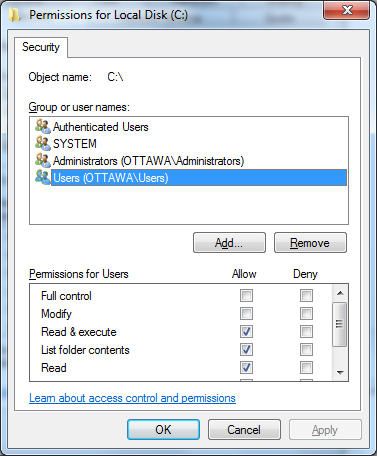 Permissions for Local Disk (C:)
Security
Object name: C:\
Group or user names:
Authenticated Users
SYSTEM
Administrators (OTTAWA\Administrators)
Users (OTTAWA\Users)
Add... Remove
Permissions for Users Allow Deny
Full control
Modify
Read & execute
List folder contents
Read
Learn about access control and permissions
OK Cancel Apply